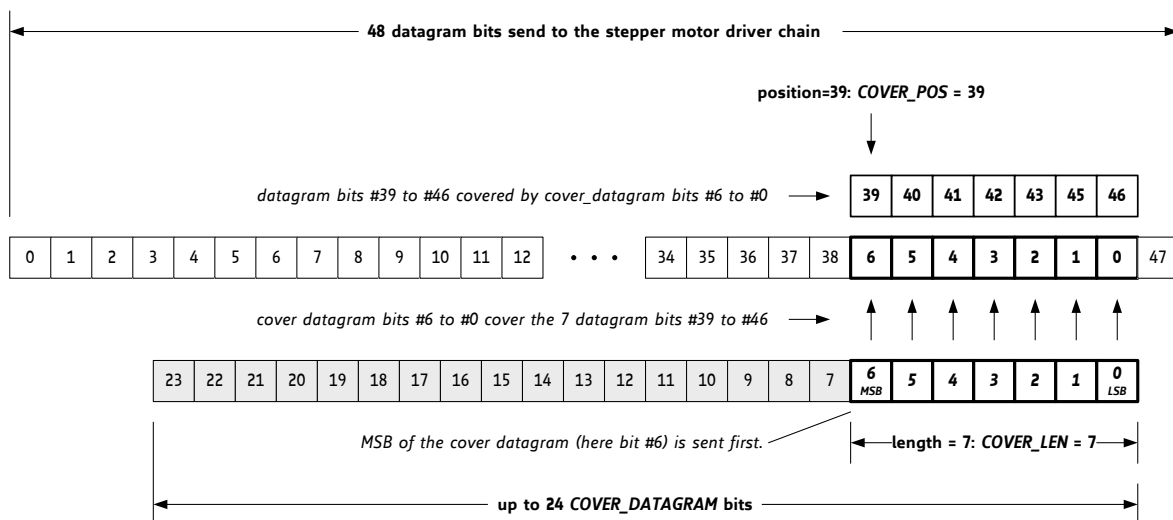 48 datagram bits send to the stepper motor driver chain
position=39: COVER_POS = 39
datagram bits #39 to #46 covered by cover_datagram bits #6 to #0
39 40 41 42 43 45 46
0 1 2 3 4 5 6 7 8 9 10 11 12 • • • 34 35 36 37 38 6 5 4 3 2 1 0 47
cover datagram bits #6 to #0 cover the 7 datagram bits #39 to #46
23 22 21 20 19 18 17 16 15 14 13 12 11 10 9 8 7 6 5 4 3 2 1 0
MSB LSB
MSB of the cover datagram (here bit #6) is sent first.
length = 7: COVER_LEN = 7
up to 24 COVER_DATAGRAM bits